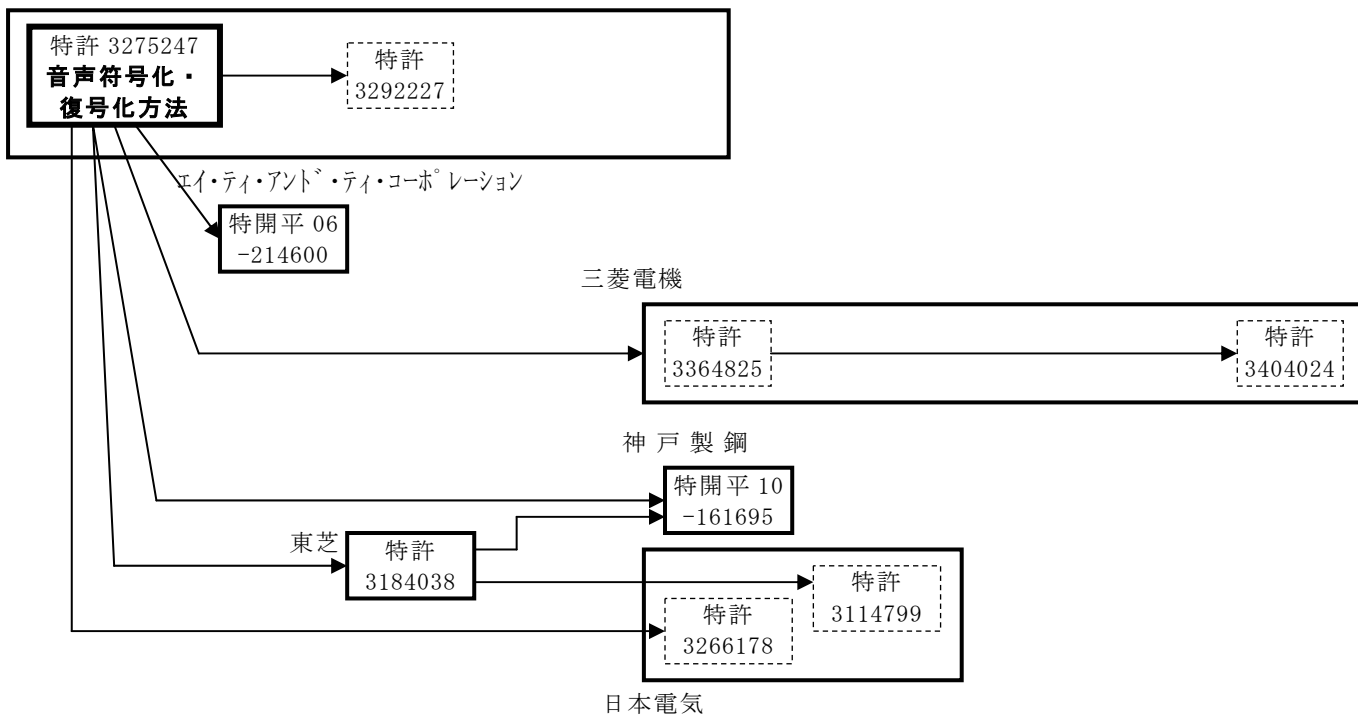 特許 3275247
音声符号化・
復号化方法
特許
3292227
エイ・ティ・アンド・ティ・コーポレーション
特開平 06
-214600
三菱電機
特許
3364825
特許
3404024
神戸製鋼
特開平 10
-161695
東芝
特許
3184038
特許
3114799
特許
3266178
日本電気